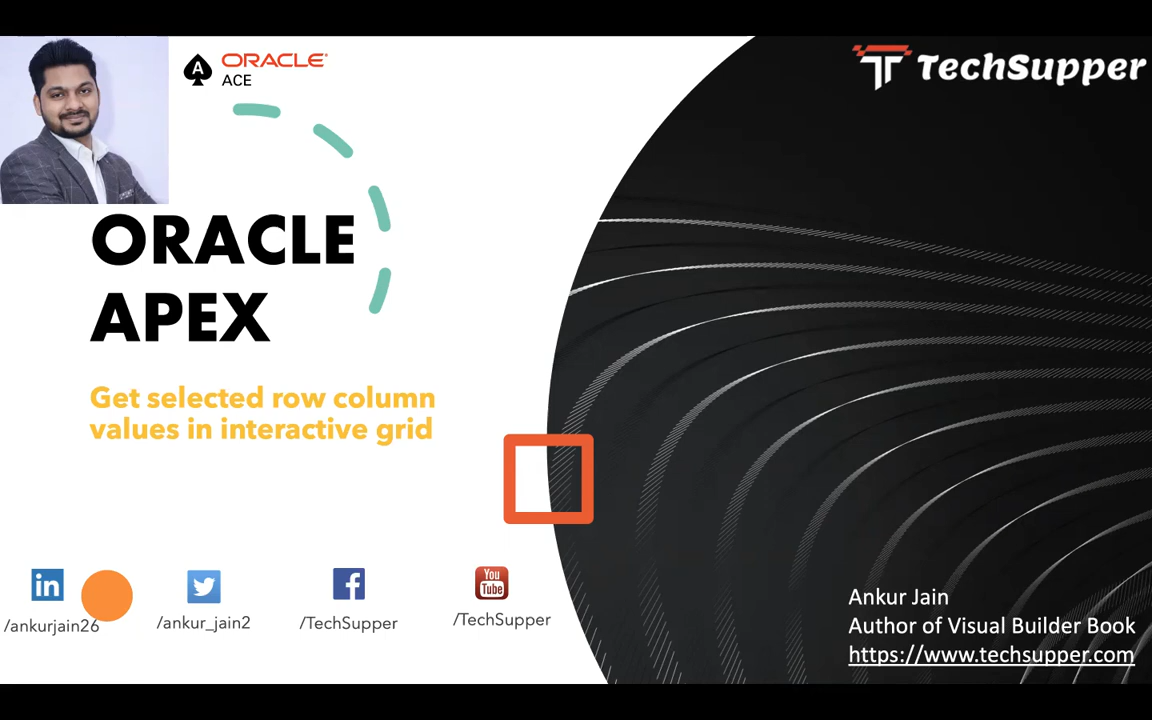 A
ORACLE
ACE
TechSupper
ORACLE
APEX
Get selected row column
values in interactive grid
in
You
Tube
/ankurjain26
/ankur_jain2
/TechSupper
/TechSupper
Ankur Jain
Author of Visual Builder Book
https://www.techsupper.com